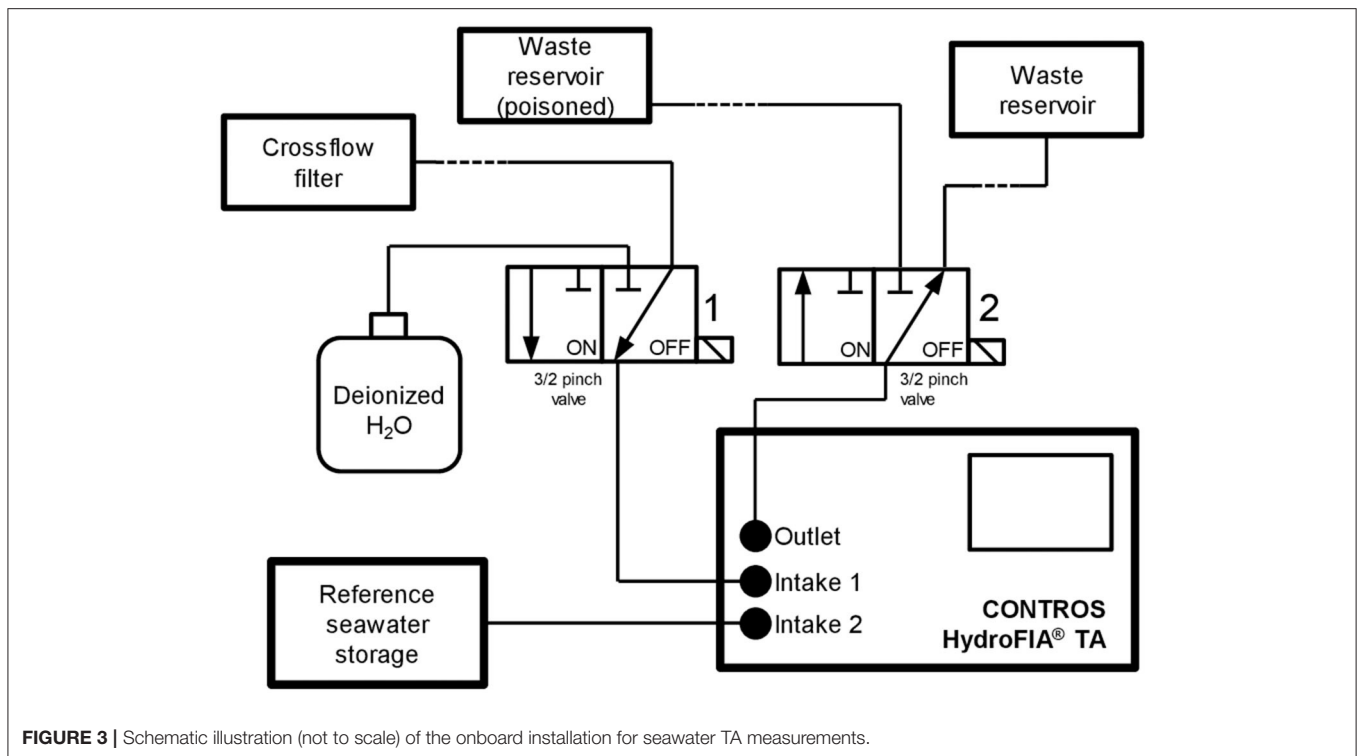 Waste
reservoir
(poisoned)
Waste
reservoir
Crossflow
filter
1
ON
OFF
3/2 pinch
valve
2
ON
OFF
3/2 pinch
valve
Deionized
H₂O
Outlet
Intake 1
Intake 2
CONTROS
HydroFIA® TA
Reference
seawater
storage
FIGURE 3 | Schematic illustration (not to scale) of the onboard installation for seawater TA measurements.